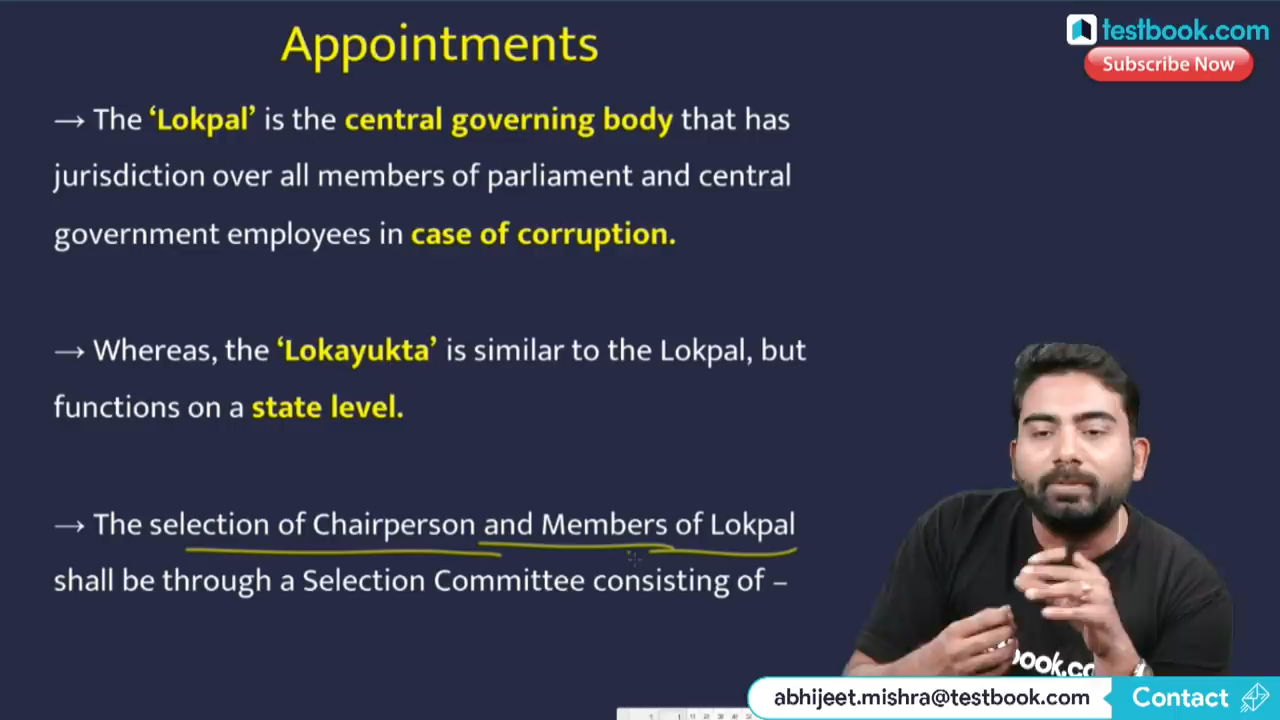 Appointments
testbook.com
Subscribe Now
→ The ‘Lokpal’ is the central governing body that has
jurisdiction over all members of parliament and central
government employees in case of corruption.
→ Whereas, the ‘Lokayukta’ is similar to the Lokpal, but
functions on a state level.
→ The selection of Chairperson and Members of Lokpal
shall be through a Selection Committee consisting of –
book.co
abhijeet.mishra@testbook.com
Contact